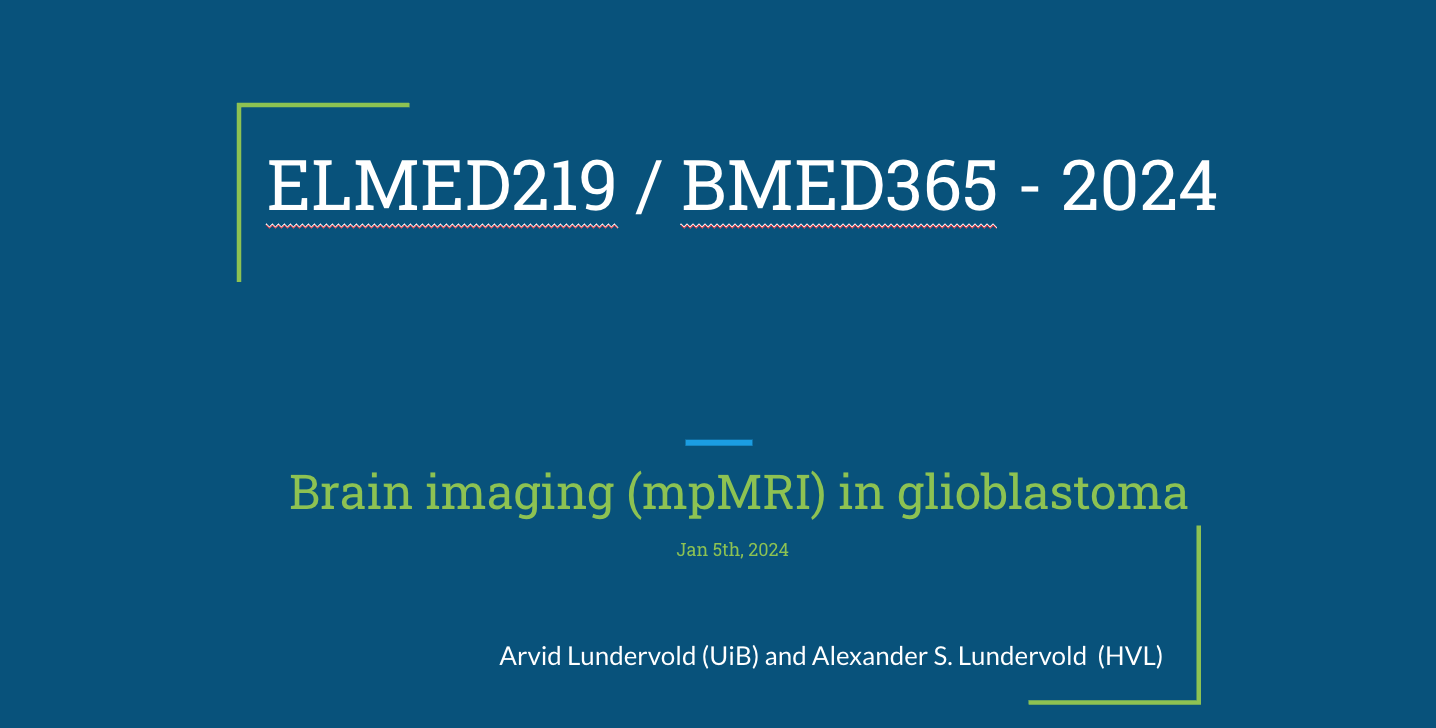 ELMED219 / BMED365 - 2024
Brain imaging (mpMRI) in glioblastoma
Jan 5th, 2024
Arvid Lundervold (UiB) and Alexander S. Lundervold (HVL)